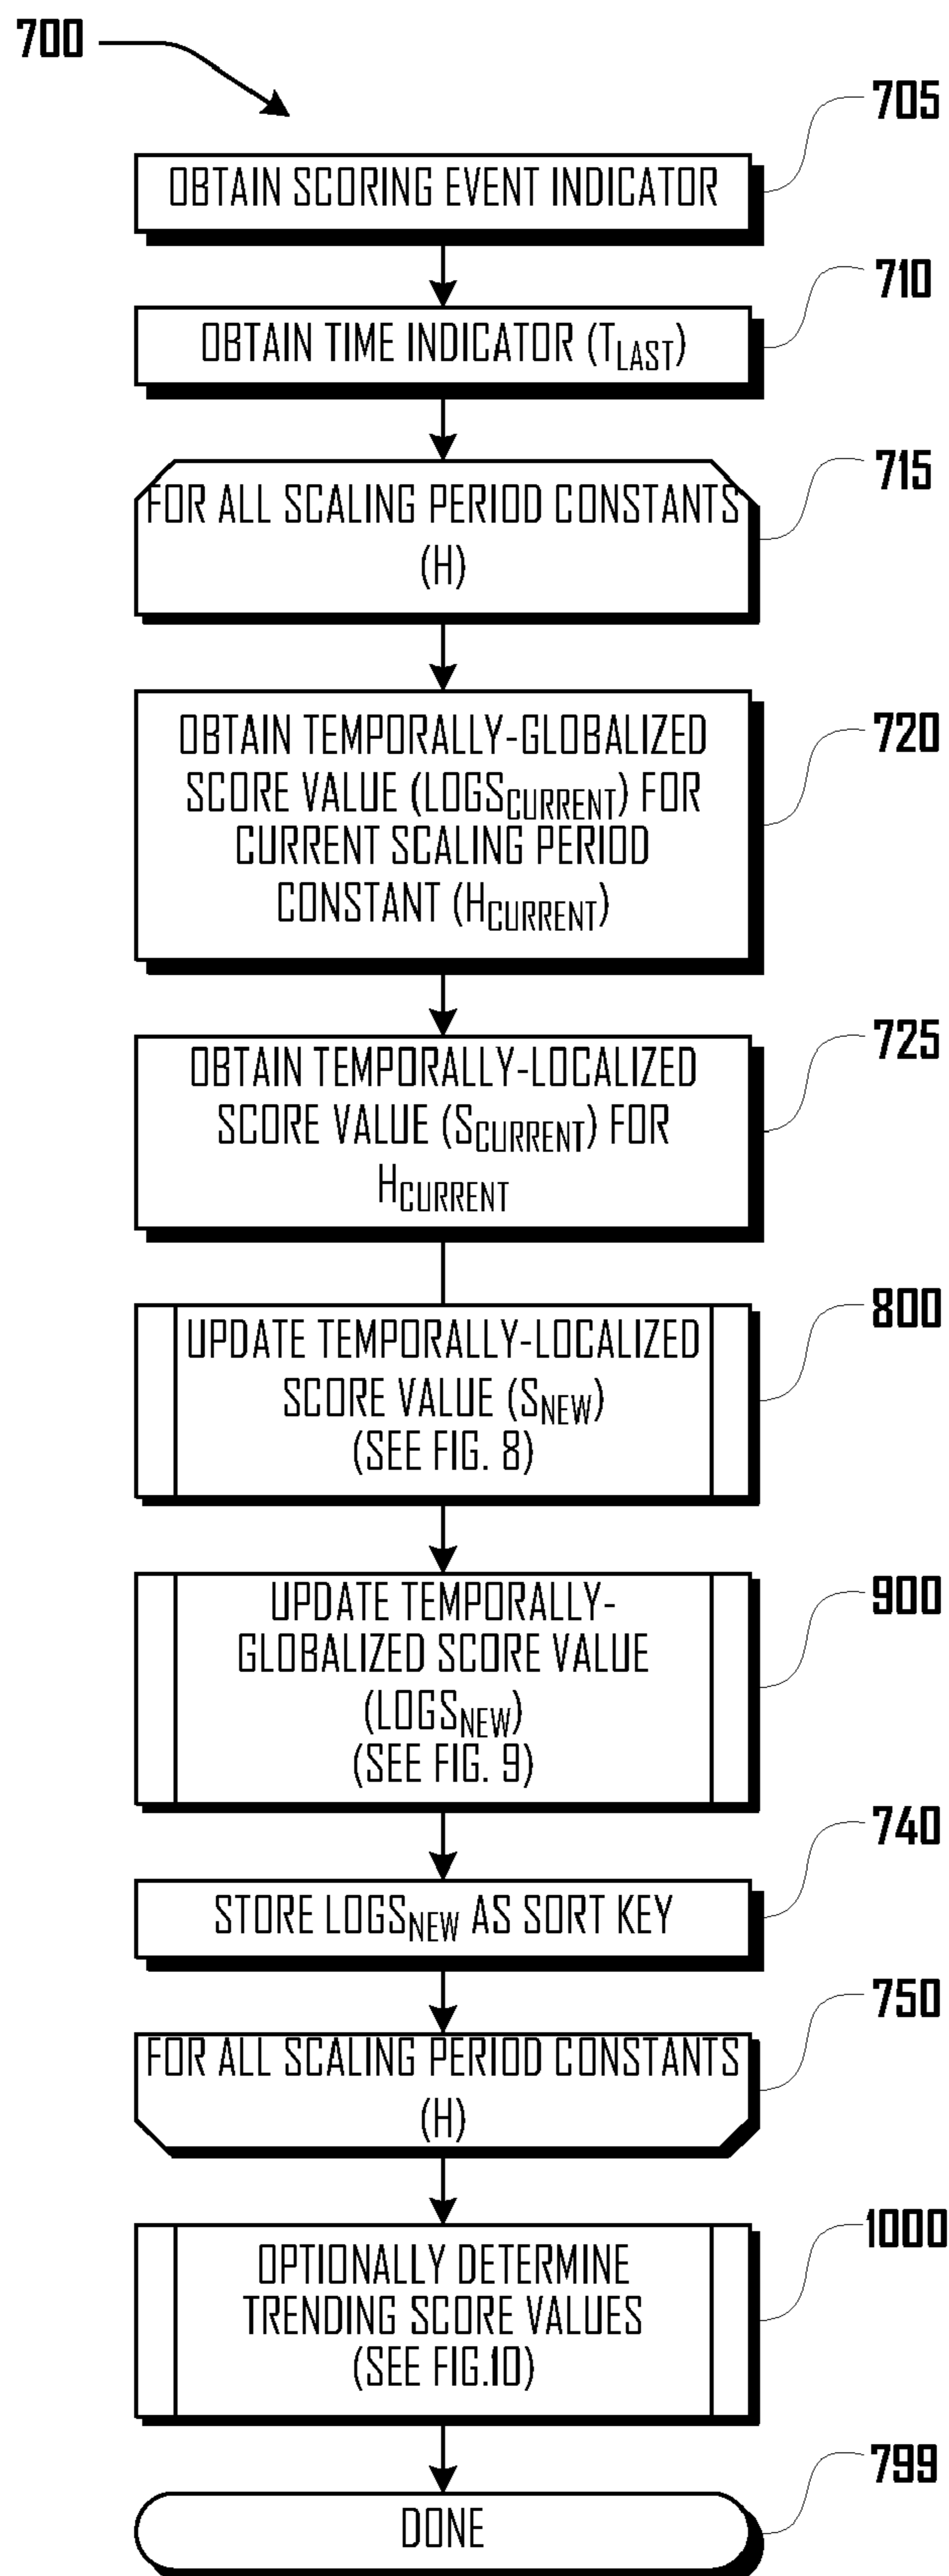 700
705
OBTAIN SCORING EVENT INDICATOR
710
OBTAIN TIME INDICATOR (TLAST)
715
FOR ALL SCALING PERIOD CONSTANTS
(H)
720
OBTAIN TEMPORALLY-GLOBALIZED
SCORE VALUE (LOGSCURRENT) FOR
CURRENT SCALING PERIOD
CONSTANT (HCURRENT)
725
OBTAIN TEMPORALLY-LOCALIZED
SCORE VALUE (SCURRENT) FOR
HCURRENT
800
UPDATE TEMPORALLY-LOCALIZED
SCORE VALUE (SNEW)
(SEE FIG. 8)
900
UPDATE TEMPORALLY-
GLOBALIZED SCORE VALUE
(LOGSNEW)
(SEE FIG. 9)
740
STORE LOGSNEW AS SORT KEY
750
FOR ALL SCALING PERIOD CONSTANTS
(H)
1000
OPTIONALLY DETERMINE
TRENDING SCORE VALUES
(SEE FIG.10)
799
DONE